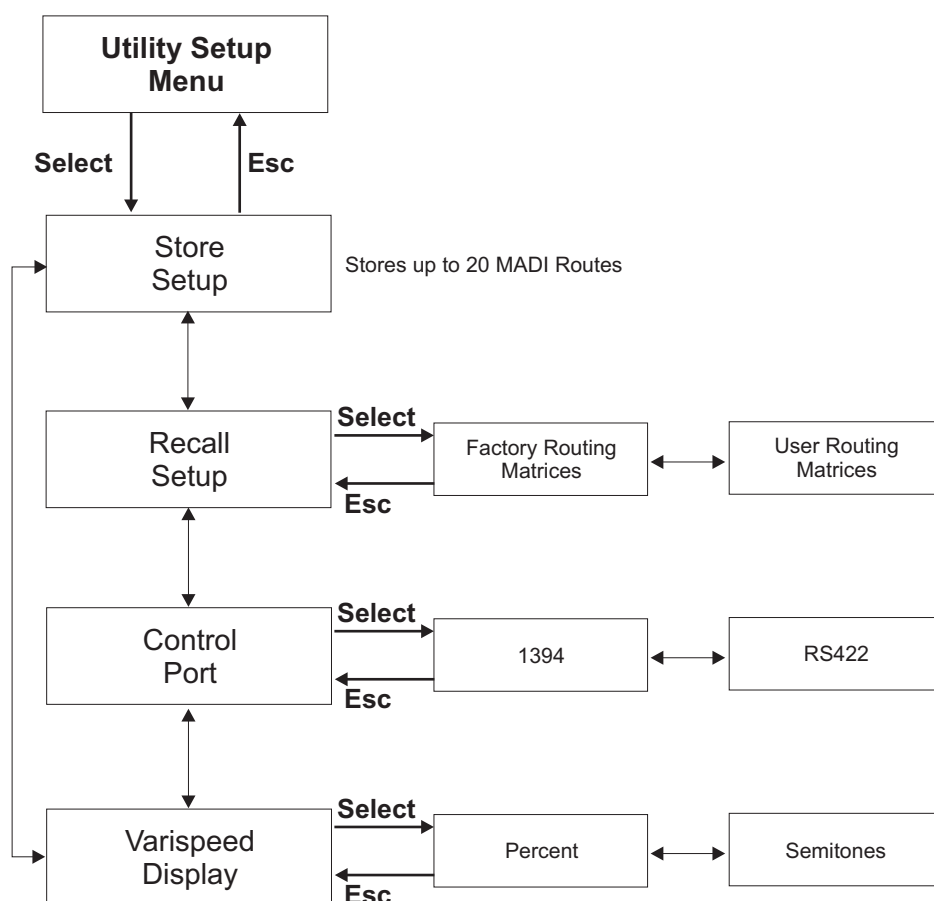 Utility Setup
Menu
Select
Esc
Store
Setup
Stores up to 20 MADI Routes
Recall
Setup
Select
Esc
Factory Routing
Matrices
User Routing
Matrices
Control
Port
Select
Esc
1394
RS422
Varispeed
Display
Select
Esc
Percent
Semitones